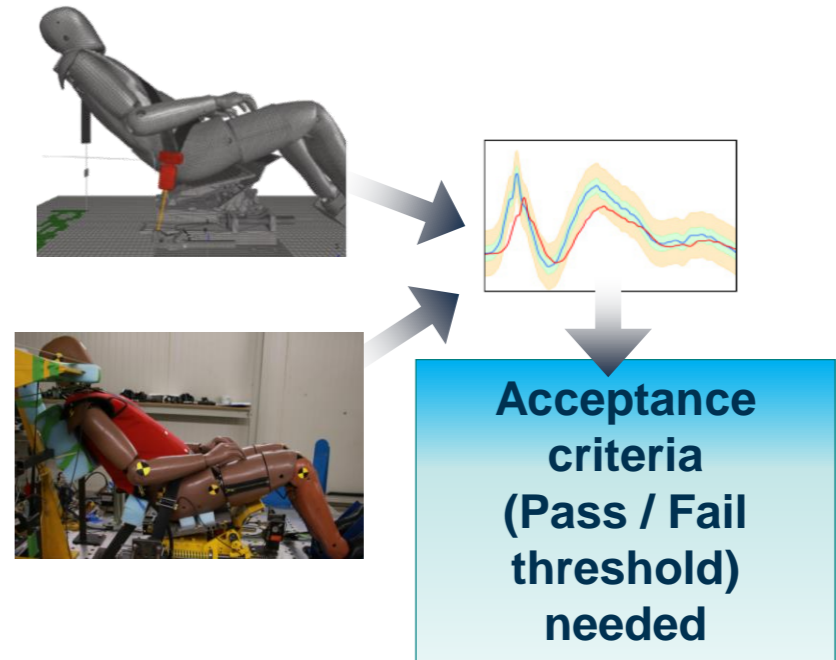 Acceptance
criteria
(Pass / Fail
threshold)
needed